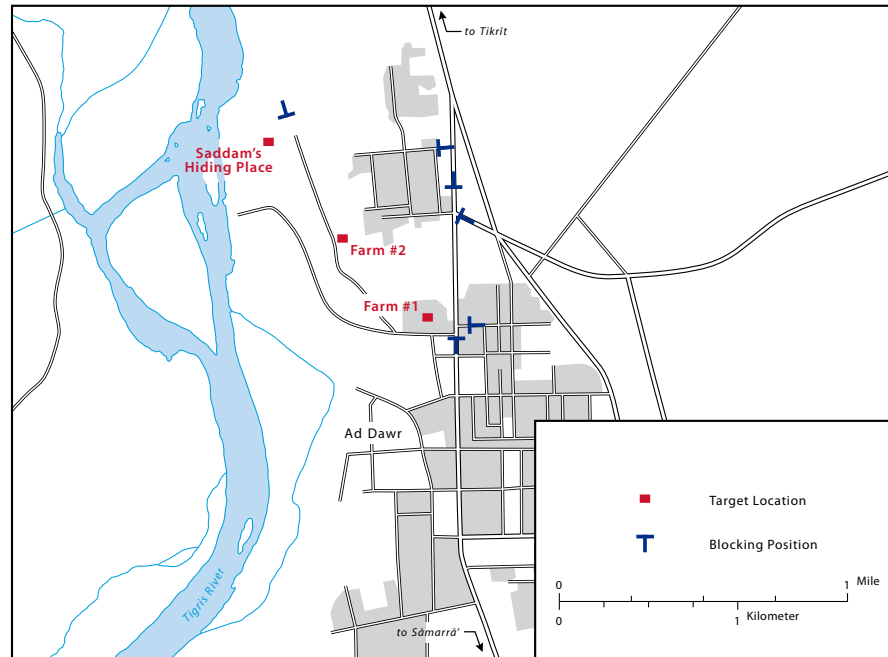 to Tikrīt
Saddam's
Hiding Place
Farm #2
Farm #1
Ad Dawr
Tigris River
to Sāmarrā'
Target Location
Blocking Position
0
1
Mile
0
1
Kilometer